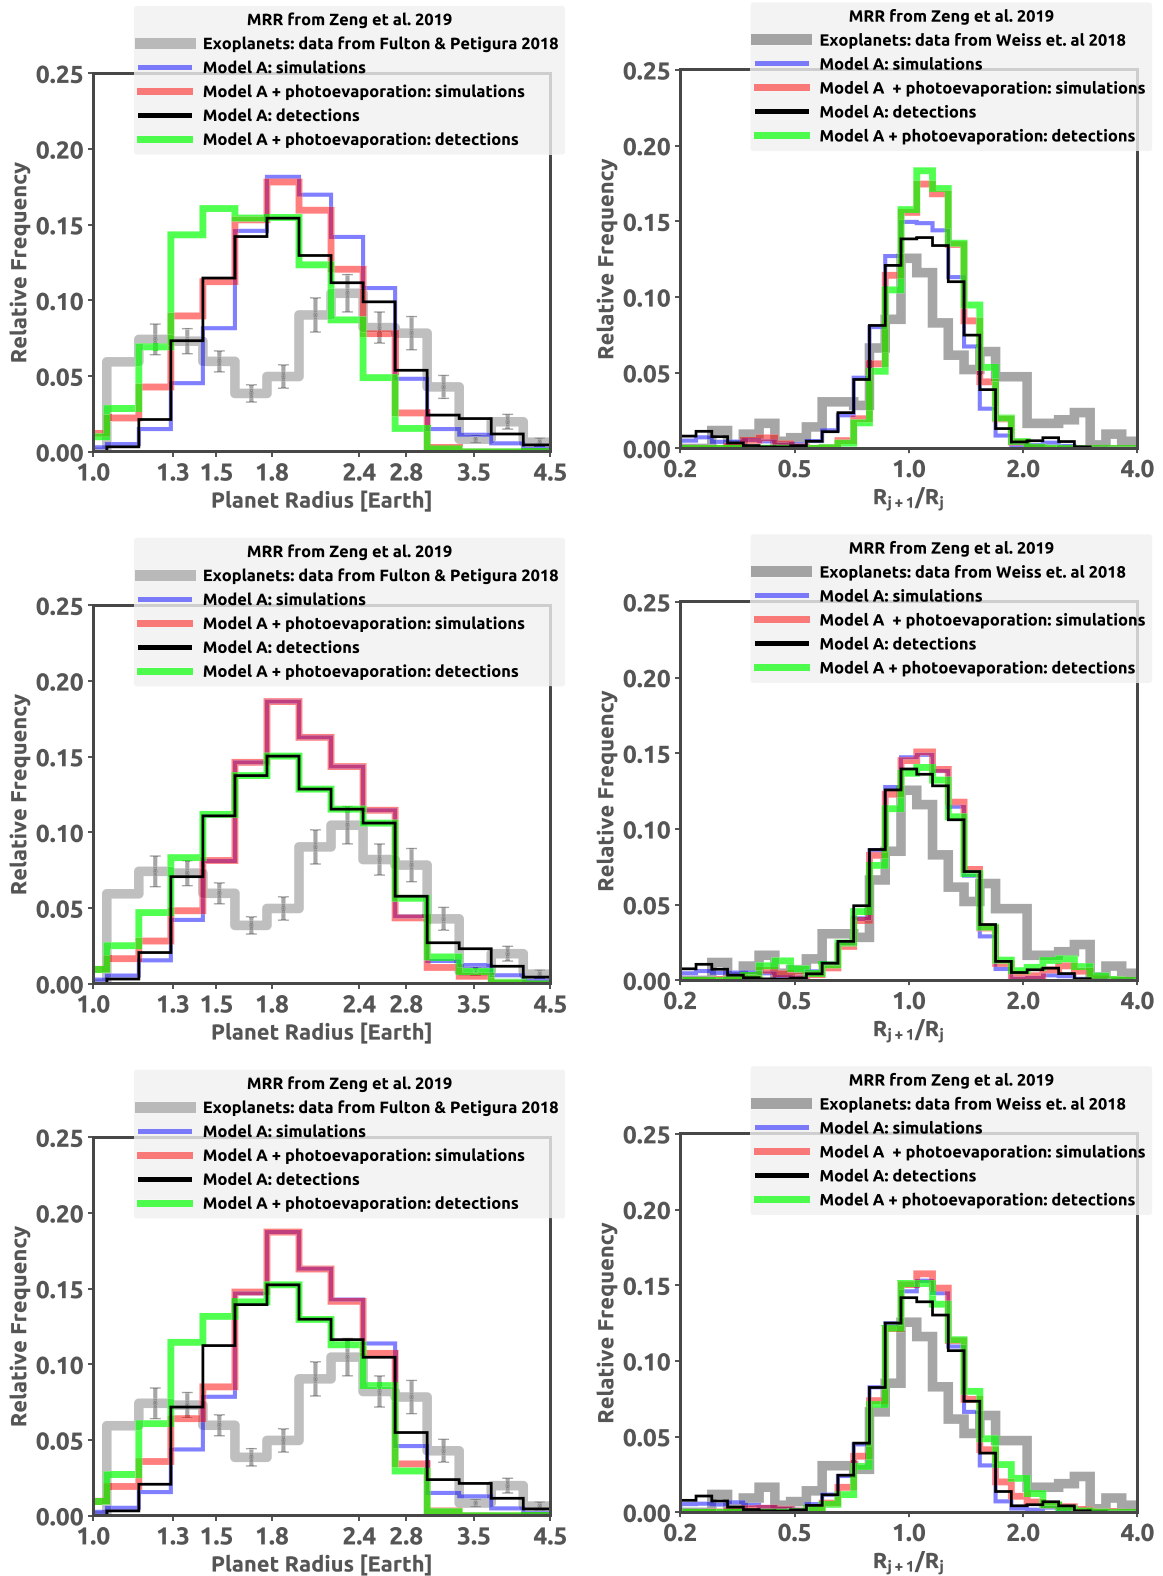 MRR from Zeng et al. 2019
Exoplanets: data from Fulton & Petigura 2018
Model A: simulations
Model A + photoevaporation: simulations
Model A: detections
Model A + photoevaporation: detections
0.25
0.20
0.15
0.10
0.05
0.00
Relative Frequency
1.0 1.3 1.5 1.8 2.4 2.8 3.5 4.5
Planet Radius [Earth]
MRR from Zeng et al. 2019
Exoplanets: data from Weiss et. al 2018
Model A: simulations
Model A + photoevaporation: simulations
Model A: detections
Model A + photoevaporation: detections
0.25
0.20
0.15
0.10
0.05
0.00
Relative Frequency
0.2 0.5 1.0 2.0 4.0
Rj+1/Rj
MRR from Zeng et al. 2019
Exoplanets: data from Fulton & Petigura 2018
Model A: simulations
Model A + photoevaporation: simulations
Model A: detections
Model A + photoevaporation: detections
0.25
0.20
0.15
0.10
0.05
0.00
Relative Frequency
1.0 1.3 1.5 1.8 2.4 2.8 3.5 4.5
Planet Radius [Earth]
MRR from Zeng et al. 2019
Exoplanets: data from Weiss et. al 2018
Model A: simulations
Model A + photoevaporation: simulations
Model A: detections
Model A + photoevaporation: detections
0.25
0.20
0.15
0.10
0.05
0.00
Relative Frequency
0.2 0.5 1.0 2.0 4.0
Rj+1/Rj
MRR from Zeng et al. 2019
Exoplanets: data from Fulton & Petigura 2018
Model A: simulations
Model A + photoevaporation: simulations
Model A: detections
Model A + photoevaporation: detections
0.25
0.20
0.15
0.10
0.05
0.00
Relative Frequency
1.0 1.3 1.5 1.8 2.4 2.8 3.5 4.5
Planet Radius [Earth]
MRR from Zeng et al. 2019
Exoplanets: data from Weiss et. al 2018
Model A: simulations
Model A + photoevaporation: simulations
Model A: detections
Model A + photoevaporation: detections
0.25
0.20
0.15
0.10
0.05
0.00
Relative Frequency
0.2 0.5 1.0 2.0 4.0
Rj+1/Rj